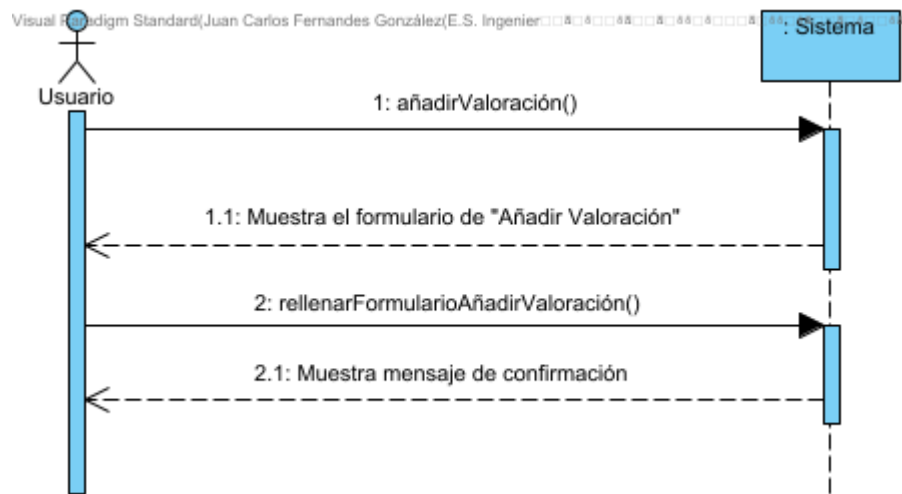 Visual Paradigm Standard(Juan Carlos Fernandes González(E.S. Ingenier
: Sistema
Usuario
1: añadirValoración()
1.1: Muestra el formulario de "Añadir Valoración"
2: rellenarFormularioAñadirValoración()
2.1: Muestra mensaje de confirmación